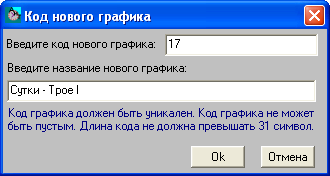 Код нового графика
Введите код нового графика: 17
Введите название нового графика:
Сутки - Трое I
Код графика должен быть уникален. Код графика не может
быть пустым. Длина кода не должна превышать 31 символ.
Ok Отмена